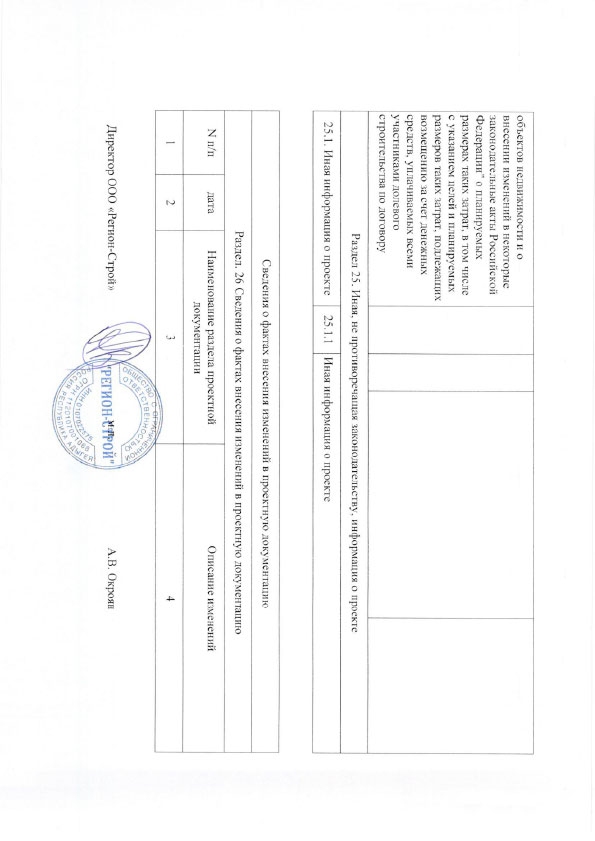 объектов недвижимости и о
внесении изменений в некоторые
законодательные акты Российской
Федерации" о планируемых
размерах таких затрат, в том числе
с указанием целей и планируемых
размеров таких затрат, подлежащих
возмещению за счет денежных
средств, уплачиваемых всеми
участниками долевого
строительства по договору
Раздел 25. Иная, не противоречащая законодательству, информация о проекте
25.1. Иная информация о проекте
25.1.1
Иная информация о проекте
Сведения о фактах внесения изменений в проектную документацию
Раздел. 26 Сведения о фактах внесения изменений в проектную документацию
N п/п
дата
Наименование раздела проектной
документации
Описание изменений
1
2
3
4
Директор ООО «Регион-Строй»
А.В. Окроян
ОБЩЕСТВО С ОГРАНИЧЕННОЙ
ОТВЕТСТВЕННОСТЬЮ
"РЕГИОН-СТРОЙ"
М.П.
РЕСПУБЛИКА АДЫГЕЯ